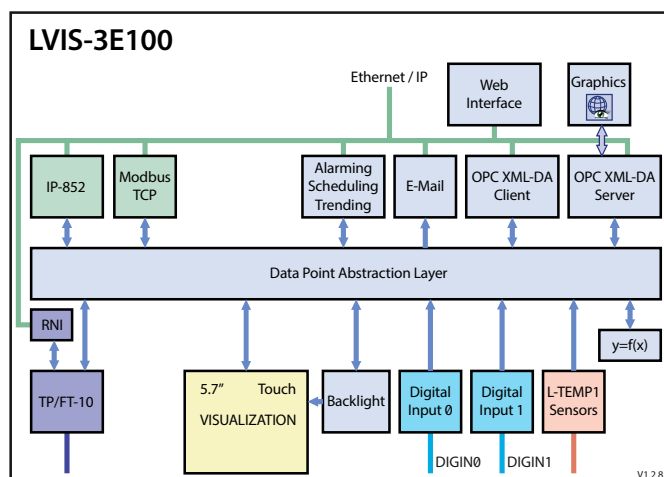 LVIS-3E100
Ethernet / IP
Web
Interface
Graphics
IP-852
Modbus
TCP
Alarming
Scheduling
Trending
E-Mail
OPC XML-DA
Client
OPC XML-DA
Server
Data Point Abstraction Layer
RNI
y=f(x)
TP/FT-10
5.7” Touch
VISUALIZATION
Backlight
Digital
Input 0
Digital
Input 1
L-TEMP1
Sensors
DIGIN0
DIGIN1
V1.2.8